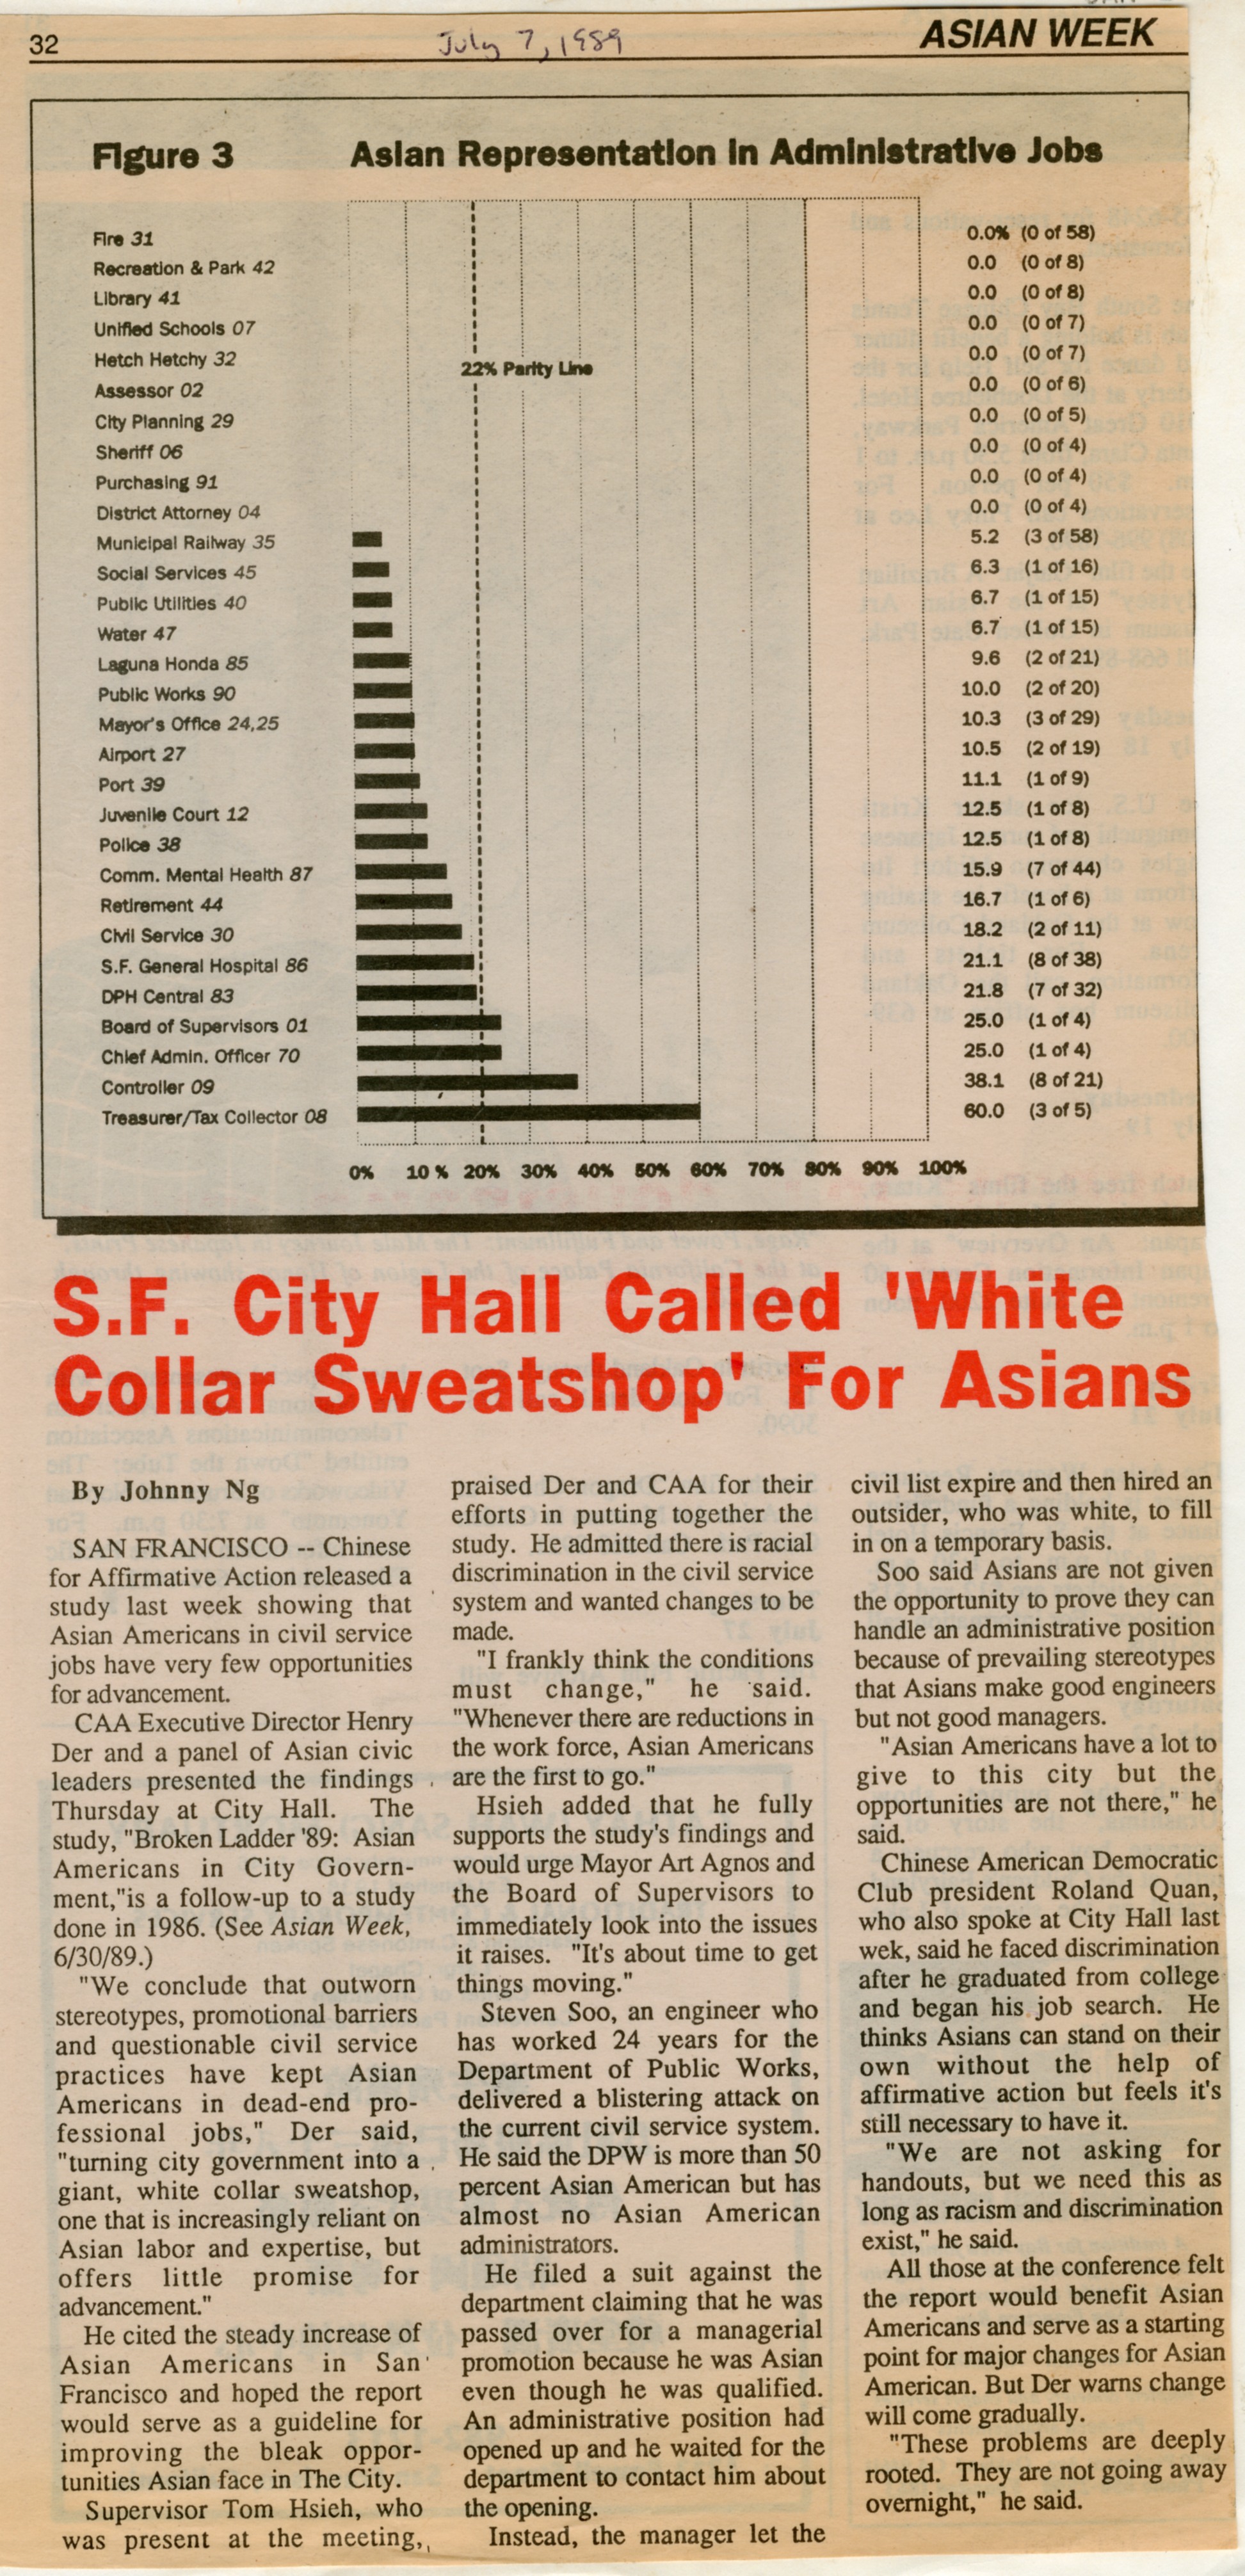 32
July 7, 1989
ASIAN WEEK
Figure 3 Asian Representation in Administrative Jobs
Fire 31 0.0% (0 of 58)
Recreation & Park 42 0.0 (0 of 8)
Library 41 0.0 (0 of 8)
Unified Schools 07 0.0 (0 of 7)
Hetch Hetchy 32 0.0 (0 of 7)
22% Parity Line
Assessor 02 0.0 (0 of 6)
City Planning 29 0.0 (0 of 5)
Sheriff 06 0.0 (0 of 4)
Purchasing 91 0.0 (0 of 4)
District Attorney 04 0.0 (0 of 4)
Municipal Railway 35 5.2 (3 of 58)
Social Services 45 6.3 (1 of 16)
Public Utilities 40 6.7 (1 of 15)
Water 47 6.7 (1 of 15)
Laguna Honda 85 9.6 (2 of 21)
Public Works 90 10.0 (2 of 20)
Mayor's Office 24,25 10.3 (3 of 29)
Airport 27 10.5 (2 of 19)
Port 39 11.1 (1 of 9)
Juvenile Court 12 12.5 (1 of 8)
Police 38 12.5 (1 of 8)
Comm. Mental Health 87 15.9 (7 of 44)
Retirement 44 16.7 (1 of 6)
Civil Service 30 18.2 (2 of 11)
S.F. General Hospital 86 21.1 (8 of 38)
DPH Central 83 21.8 (7 of 32)
Board of Supervisors 01 25.0 (1 of 4)
Chief Admin. Officer 70 25.0 (1 of 4)
Controller 09 38.1 (8 of 21)
Treasurer/Tax Collector 08 60.0 (3 of 5)
0% 10 % 20% 30% 40% 50% 60% 70% 80% 90% 100%
S.F. City Hall Called 'White
Collar Sweatshop' For Asians
By Johnny Ng
SAN FRANCISCO -- Chinese
for Affirmative Action released a
study last week showing that
Asian Americans in civil service
jobs have very few opportunities
for advancement.
CAA Executive Director Henry
Der and a panel of Asian civic
leaders presented the findings
Thursday at City Hall. The
study, "Broken Ladder '89: Asian
Americans in City Govern-
ment,"is a follow-up to a study
done in 1986. (See Asian Week,
6/30/89.)
"We conclude that outworn
stereotypes, promotional barriers
and questionable civil service
practices have kept Asian
Americans in dead-end pro-
fessional jobs," Der said,
"turning city government into a
giant, white collar sweatshop,
one that is increasingly reliant on
Asian labor and expertise, but
offers little promise for
advancement."
He cited the steady increase of
Asian Americans in San
Francisco and hoped the report
would serve as a guideline for
improving the bleak oppor-
tunities Asian face in The City.
Supervisor Tom Hsieh, who
was present at the meeting,
praised Der and CAA for their
efforts in putting together the
study. He admitted there is racial
discrimination in the civil service
system and wanted changes to be
made.
"I frankly think the conditions
must change," he said.
"Whenever there are reductions in
the work force, Asian Americans
are the first to go."
Hsieh added that he fully
supports the study's findings and
would urge Mayor Art Agnos and
the Board of Supervisors to
immediately look into the issues
it raises. "It's about time to get
things moving."
Steven Soo, an engineer who
has worked 24 years for the
Department of Public Works,
delivered a blistering attack on
the current civil service system.
He said the DPW is more than 50
percent Asian American but has
almost no Asian American
administrators.
He filed a suit against the
department claiming that he was
passed over for a managerial
promotion because he was Asian
even though he was qualified.
An administrative position had
opened up and he waited for the
department to contact him about
the opening.
Instead, the manager let the
civil list expire and then hired an
outsider, who was white, to fill
in on a temporary basis.
Soo said Asians are not given
the opportunity to prove they can
handle an administrative position
because of prevailing stereotypes
that Asians make good engineers
but not good managers.
"Asian Americans have a lot to
give to this city but the
opportunities are not there," he
said.
Chinese American Democratic
Club president Roland Quan,
who also spoke at City Hall last
wek, said he faced discrimination
after he graduated from college
and began his job search. He
thinks Asians can stand on their
own without the help of
affirmative action but feels it's
still necessary to have it.
"We are not asking for
handouts, but we need this as
long as racism and discrimination
exist," he said.
All those at the conference felt
the report would benefit Asian
Americans and serve as a starting
point for major changes for Asian
American. But Der warns change
will come gradually.
"These problems are deeply
rooted. They are not going away
overnight," he said.